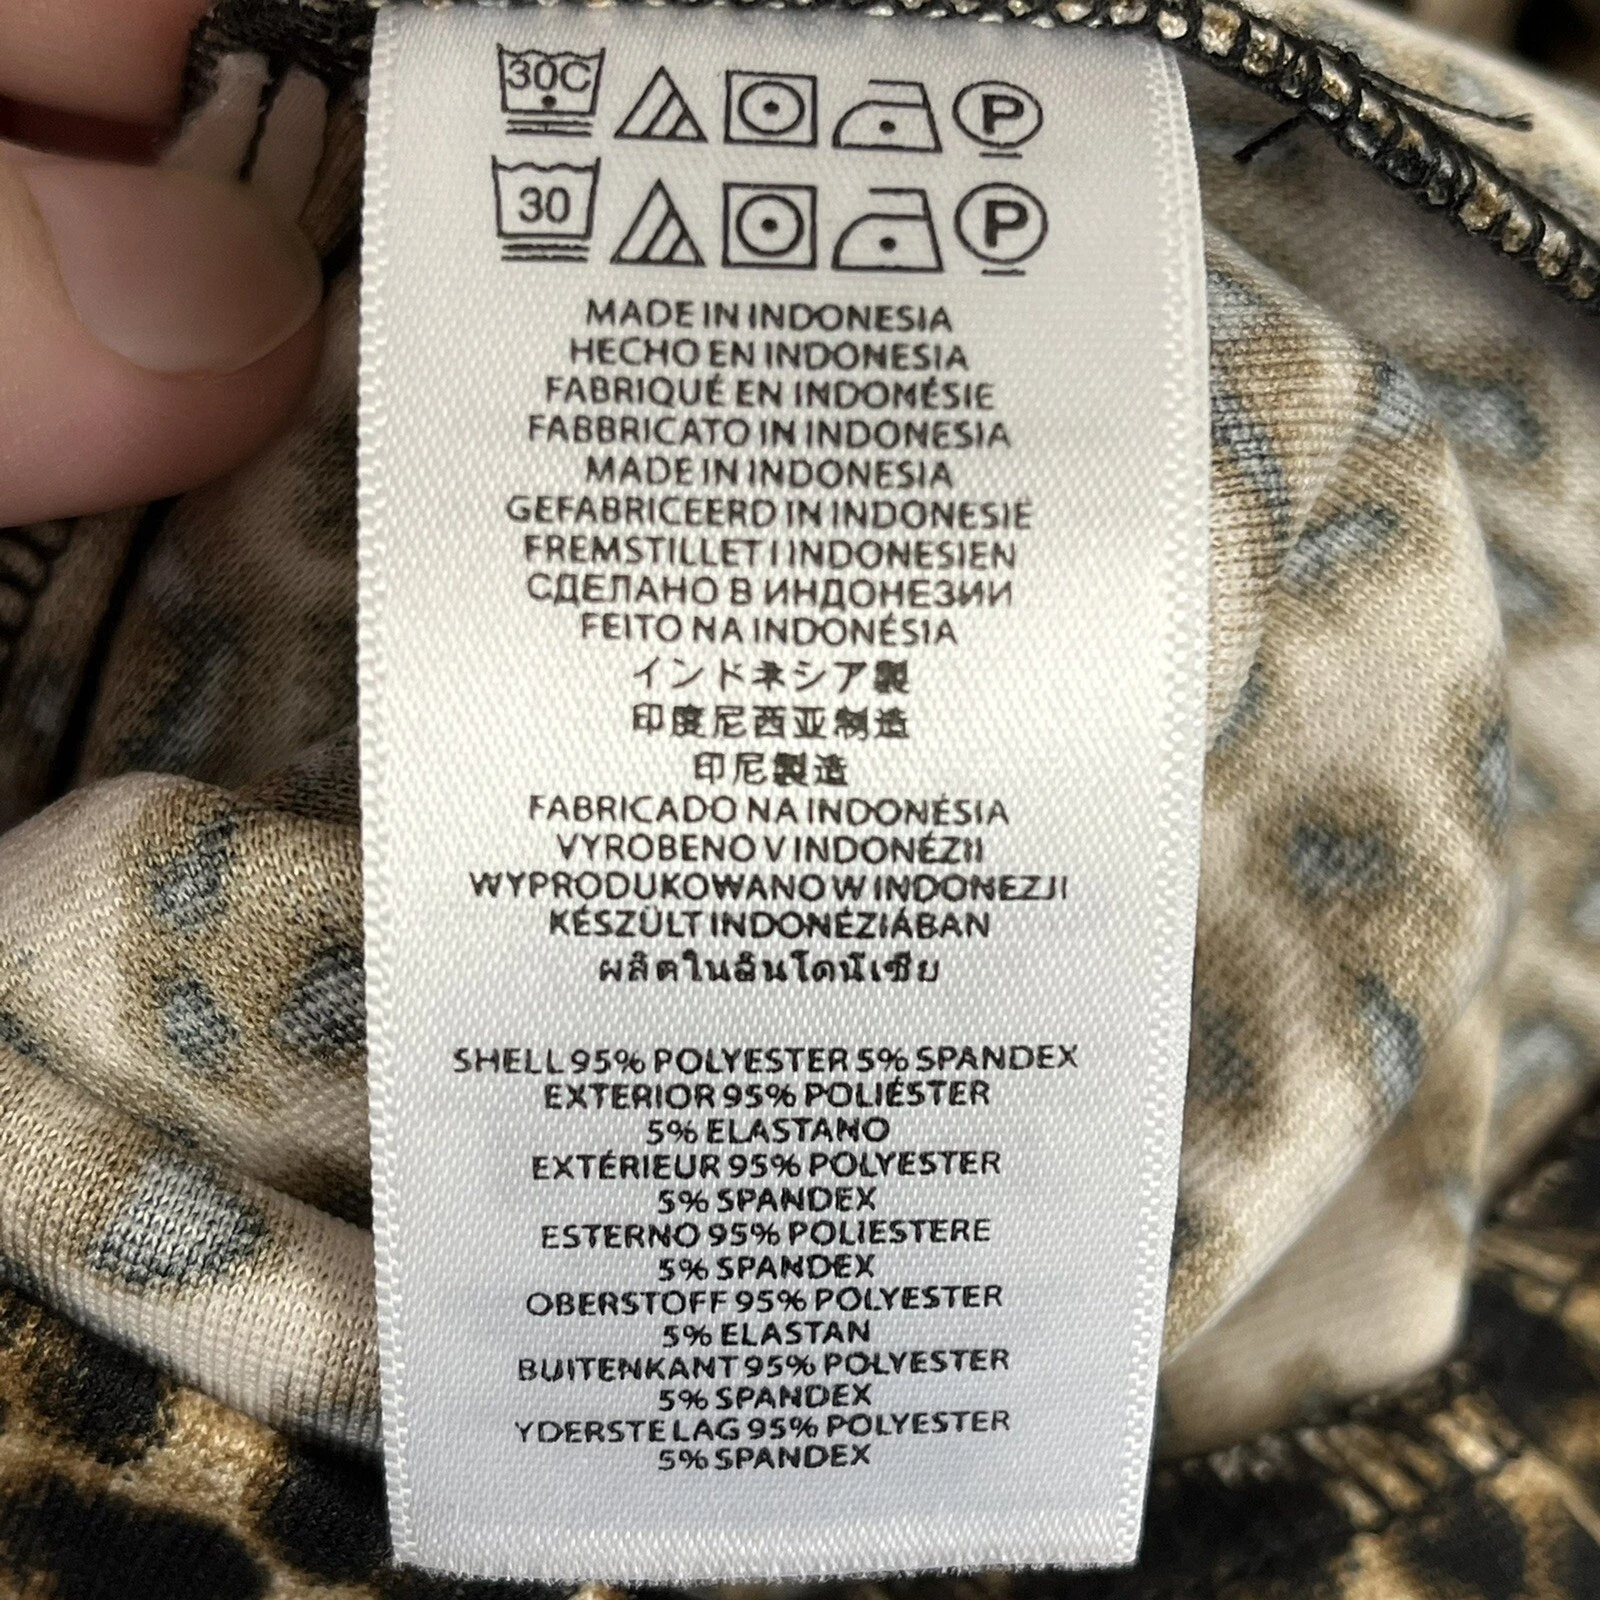 30C P
30 P
MADE IN INDONESIA
HECHO EN INDONESIA
FABRIQUÉ EN INDOMÉSIE
FABBRICATO IN INDONESIA
MADE IN INDONESIA
GEFABRICEERD IN INDONESIË
FREMSTILLET I INDONESIEN
СДЕЛАНО В ИНДОНЕЗИИ
FEITO NA INDONÉSIA
インドネシア製
印度尼西亚制造
印尼製造
FABRICADO NA INDONÉSIA
VYROBENO V INDONÉZII
WYPRODUKOWANO W INDONEZJI
KÉSZÜLT INDONÉZIÁBAN
ผลิตในอินโดนีเซีย
SHELL 95% POLYESTER 5% SPANDEX
EXTERIOR 95% POLIÉSTER
5% ELASTANO
EXTÉRIEUR 95% POLYESTER
5% SPANDEX
ESTERNO 95% POLIESTERE
5% SPANDEX
OBERSTOFF 95% POLYESTER
5% ELASTAN
BUITENKANT 95% POLYESTER
5% SPANDEX
YDERSTE LAG 95% POLYESTER
5% SPANDEX